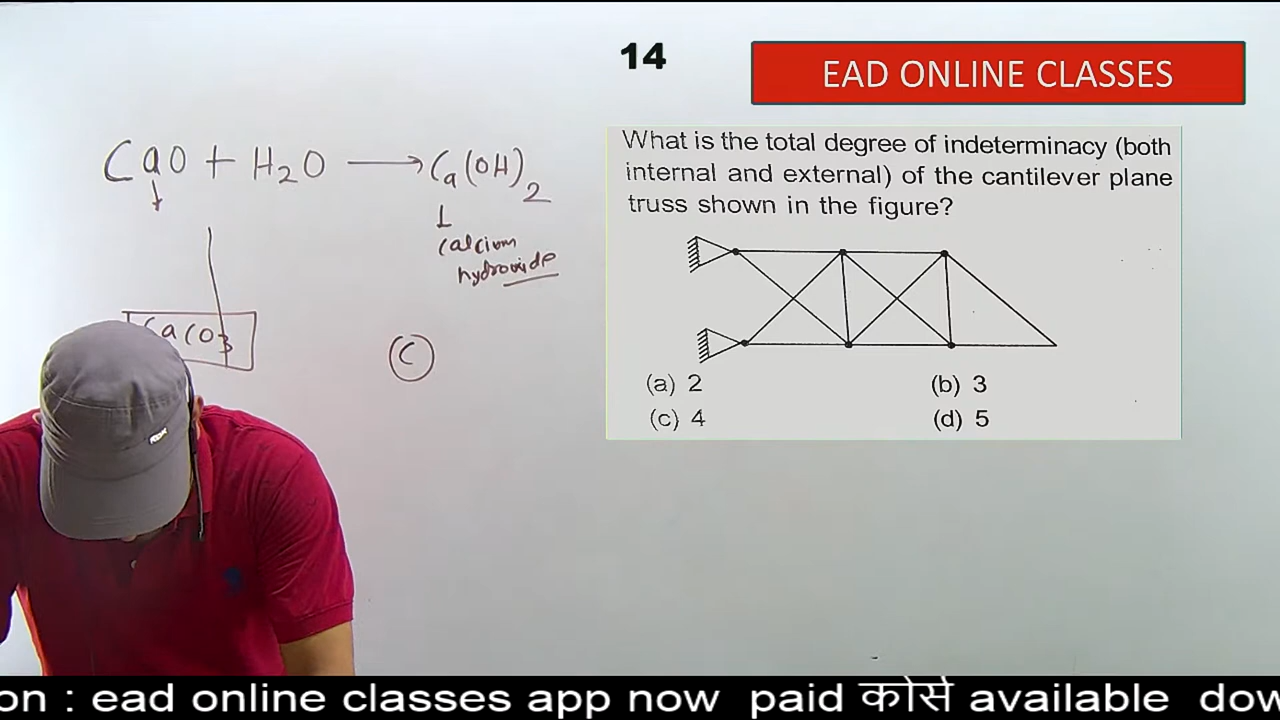 14
EAD ONLINE CLASSES
CaO + H2O → Ca(OH)2
calcium
hydroxide
CaCO3
C
What is the total degree of indeterminacy (both
internal and external) of the cantilever plane
truss shown in the figure?
(a) 2 (b) 3
(c) 4 (d) 5
on : ead online classes app now paid कोर्स available dow